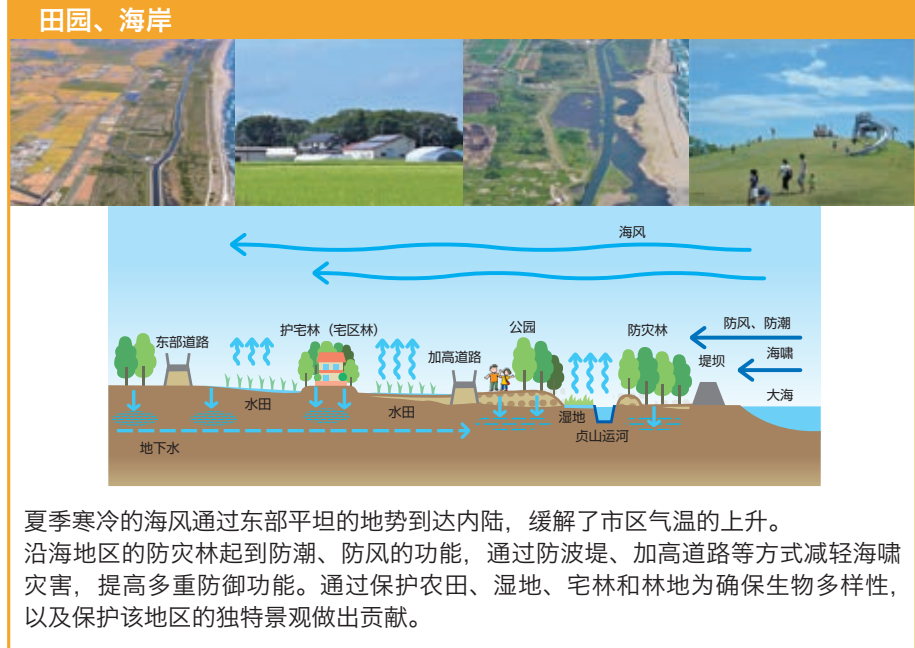 田园、海岸
海风
防风、防潮
海啸
大海
堤坝
防灾林
公园
加高道路
护宅林（宅区林）
东部道路
水田
水田
湿地
贞山运河
地下水
夏季寒冷的海风通过东部平坦的地势到达内陆，缓解了市区气温的上升。
沿海地区的防灾林起到防潮、防风的功能，通过防波堤、加高道路等方式减轻海啸
灾害，提高多重防御功能。通过保护农田、湿地、宅林和林地为确保生物多样性，
以及保护该地区的独特景观做出贡献。